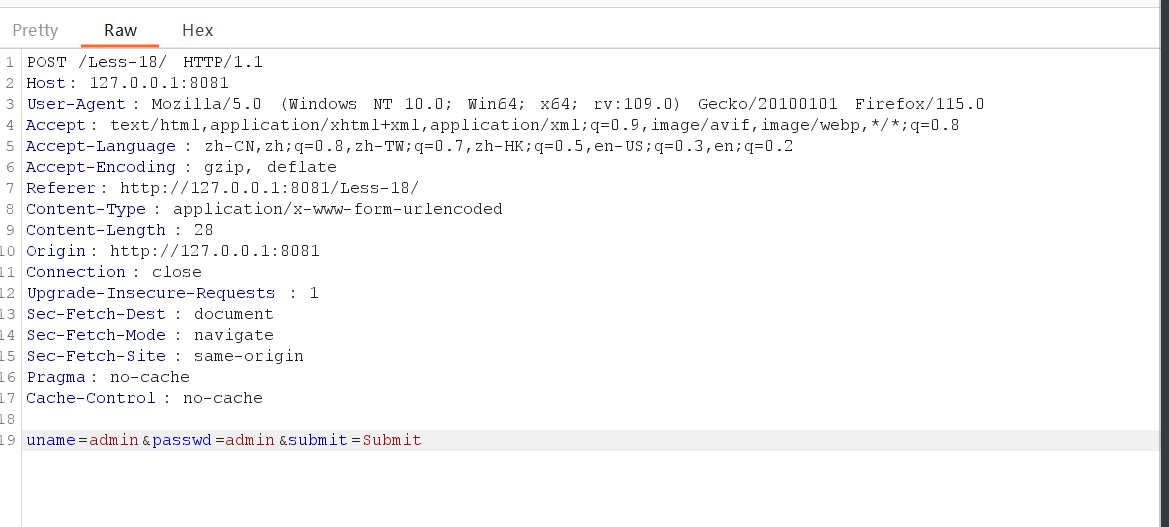 Pretty Raw Hex
1 POST /Less-18/ HTTP/1.1
2 Host: 127.0.0.1:8081
3 User-Agent: Mozilla/5.0 (Windows NT 10.0; Win64; x64; rv:109.0) Gecko/20100101 Firefox/115.0
4 Accept: text/html,application/xhtml+xml,application/xml;q=0.9,image/avif,image/webp,*/*;q=0.8
5 Accept-Language: zh-CN,zh;q=0.8,zh-TW;q=0.7,zh-HK;q=0.5,en-US;q=0.3,en;q=0.2
6 Accept-Encoding: gzip, deflate
7 Referer: http://127.0.0.1:8081/Less-18/
8 Content-Type: application/x-www-form-urlencoded
9 Content-Length: 28
10 Origin: http://127.0.0.1:8081
11 Connection: close
12 Upgrade-Insecure-Requests: 1
13 Sec-Fetch-Dest: document
14 Sec-Fetch-Mode: navigate
15 Sec-Fetch-Site: same-origin
16 Pragma: no-cache
17 Cache-Control: no-cache
18
19 uname=admin&passwd=admin&submit=Submit